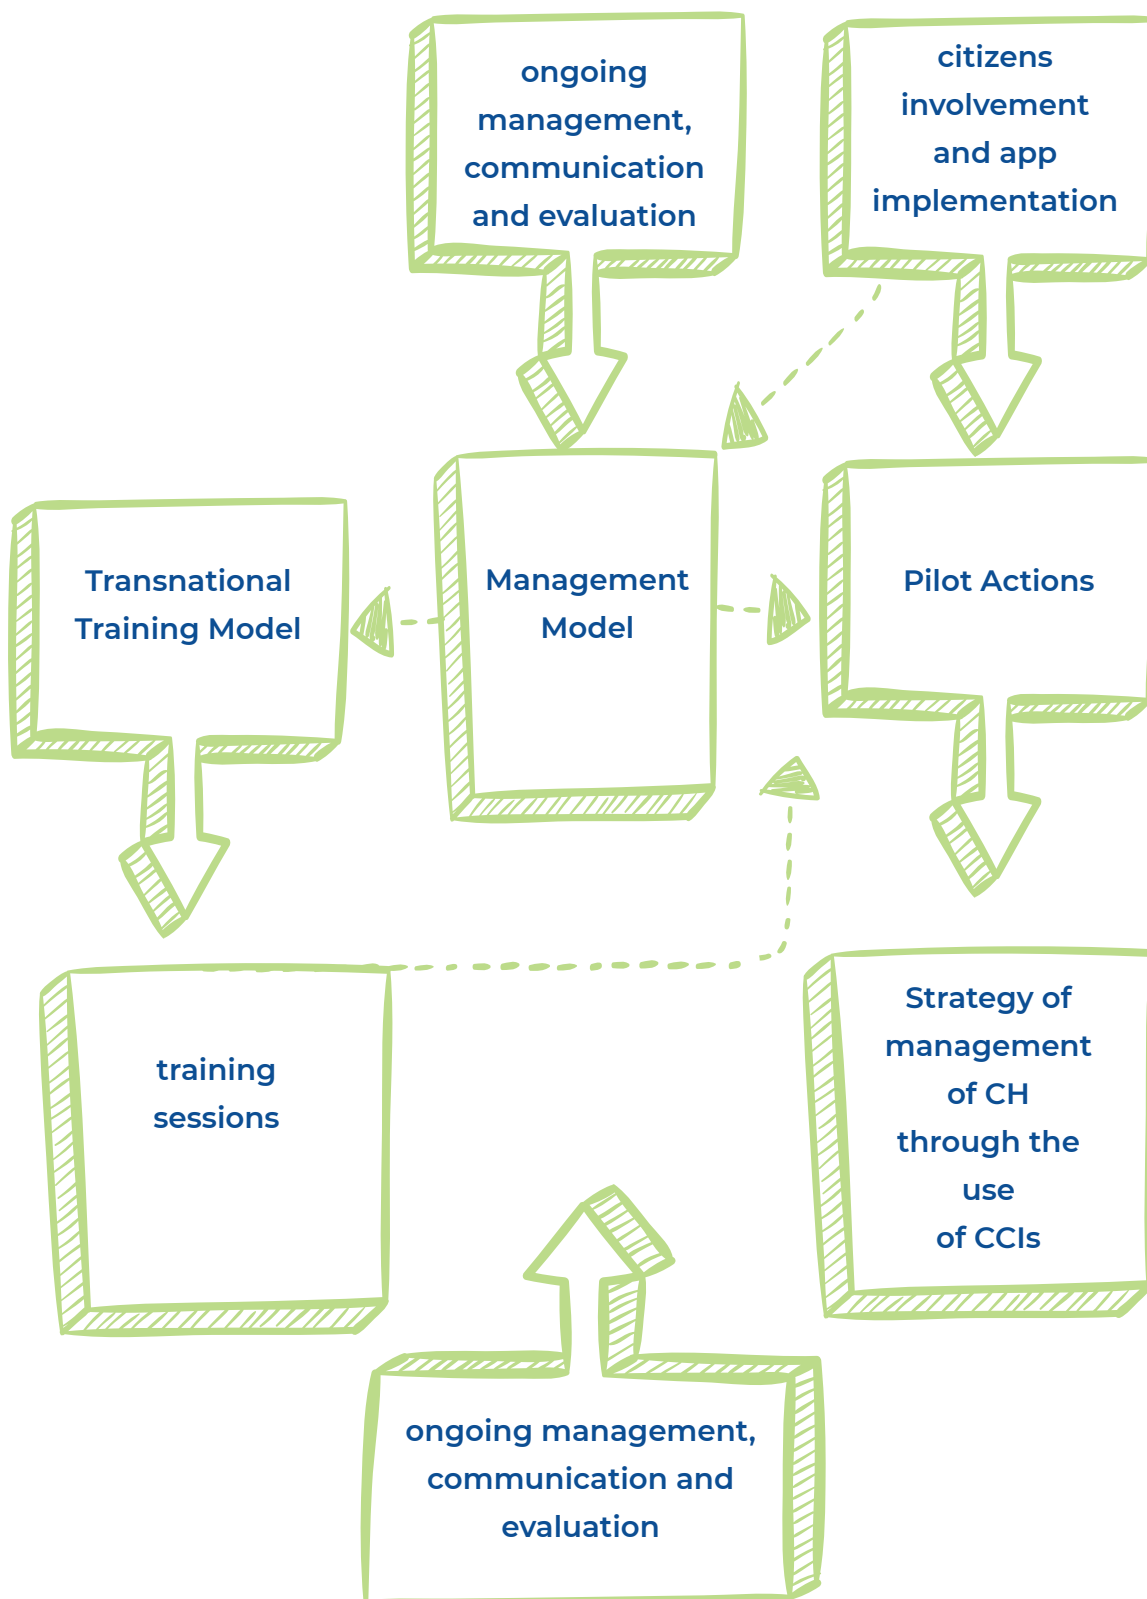 ongoing
management,
communication
and evaluation
citizens
involvement
and app
implementation
Transnational
Training Model
Management
Model
Pilot Actions
training
sessions
Strategy of
management
of CH
through the
use
of CCIs
ongoing management,
communication and
evaluation